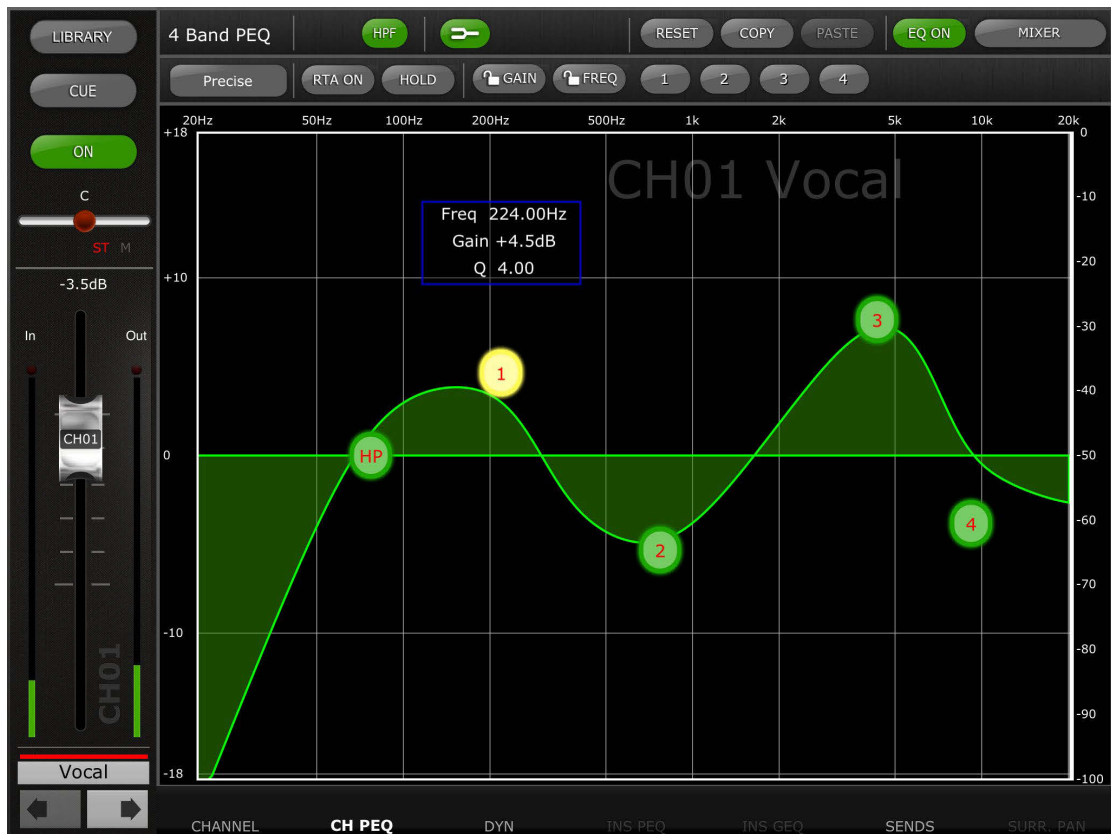 LIBRARY
4 Band PEQ HPF RESET COPY PASTE EQ ON MIXER
CUE
Precise RTA ON HOLD GAIN FREQ 1 2 3 4
ON
20Hz 50Hz 100Hz 200Hz 500Hz 1k 2k 5k 10k 20k
+18 0
CH01 Vocal
C
-10
Freq 224.00Hz
ST M
Gain +4.5dB
-20
Q 4.00
+10
-3.5dB
In Out
3
-30
1
-40
CH01
HP
0 -50
4
-60
2
-70
-10
-80
CH01
-90
Vocal
-18 -100
CHANNEL CH PEQ DYN INS PEQ INS GEQ SENDS SURR. PAN